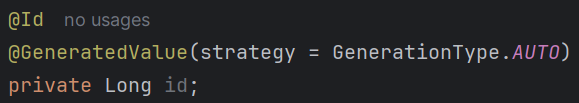 @Id no usages
@GeneratedValue(strategy = GenerationType.AUTO)
private Long id;